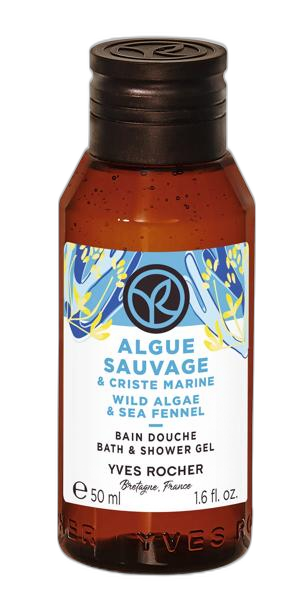 ALGUE
SAUVAGE
& CRISTE MARINE
WILD ALGAE
& SEA FENNEL
BAIN DOUCHE
BATH & SHOWER GEL
YVES ROCHER
Bretagne, France
℮ 50 ml 1.6 fl. oz.
YVES